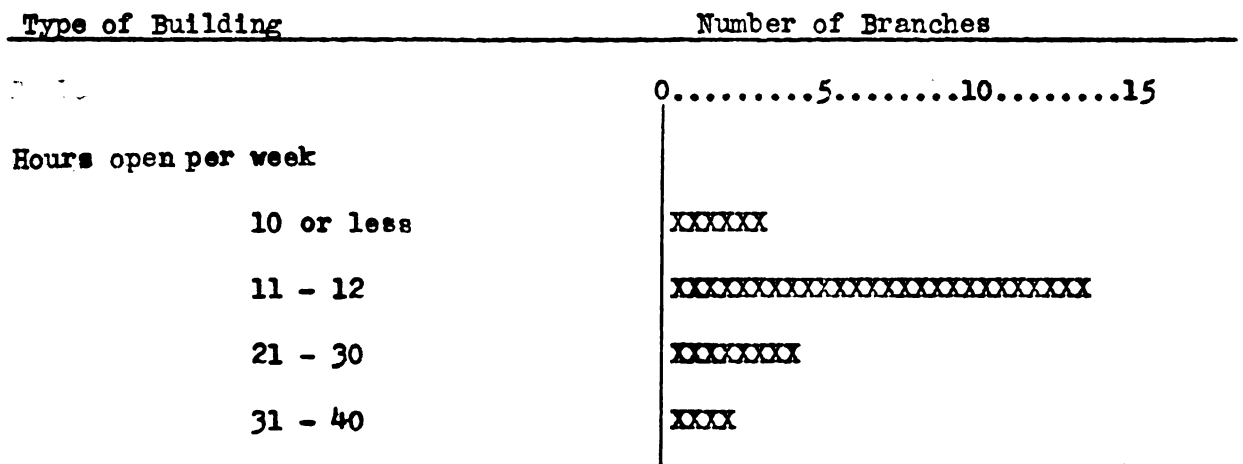 Type of Building Number of Branches
0.........5........10........15
Hours open per week
10 or less XXXXXX
11 - 12 XXXXXXXXXXXXXXXXXXXXXXXXXX
21 - 30 XXXXXXXX
31 - 40 XXXX